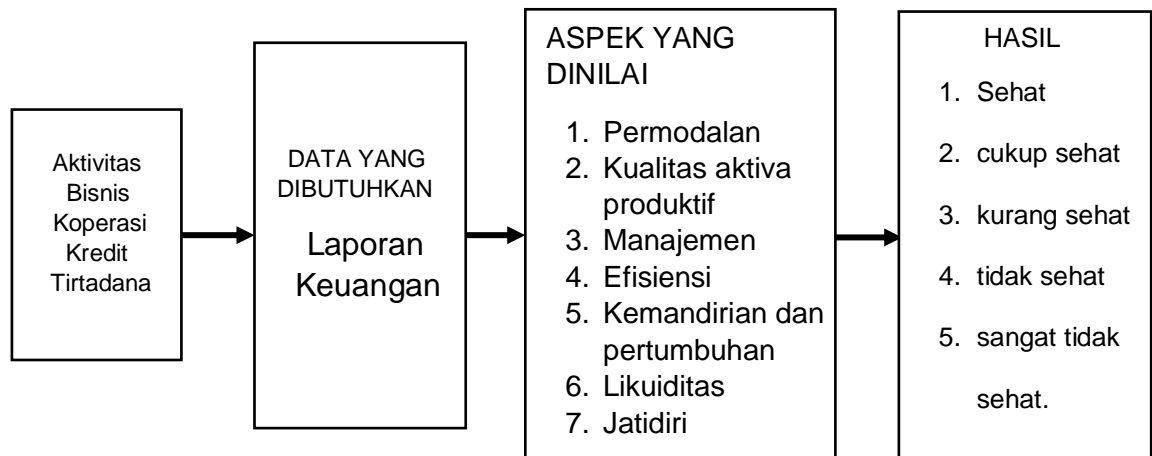 Aktivitas
Bisnis
Koperasi
Kredit
Tirtadana
DATA YANG
DIBUTUHKAN
Laporan
Keuangan
ASPEK YANG
DINILAI
1. Permodalan
2. Kualitas aktiva
produktif
3. Manajemen
4. Efisiensi
5. Kemandirian dan
pertumbuhan
6. Likuiditas
7. Jatidiri
HASIL
1. Sehat
2. cukup sehat
3. kurang sehat
4. tidak sehat
5. sangat tidak
sehat.